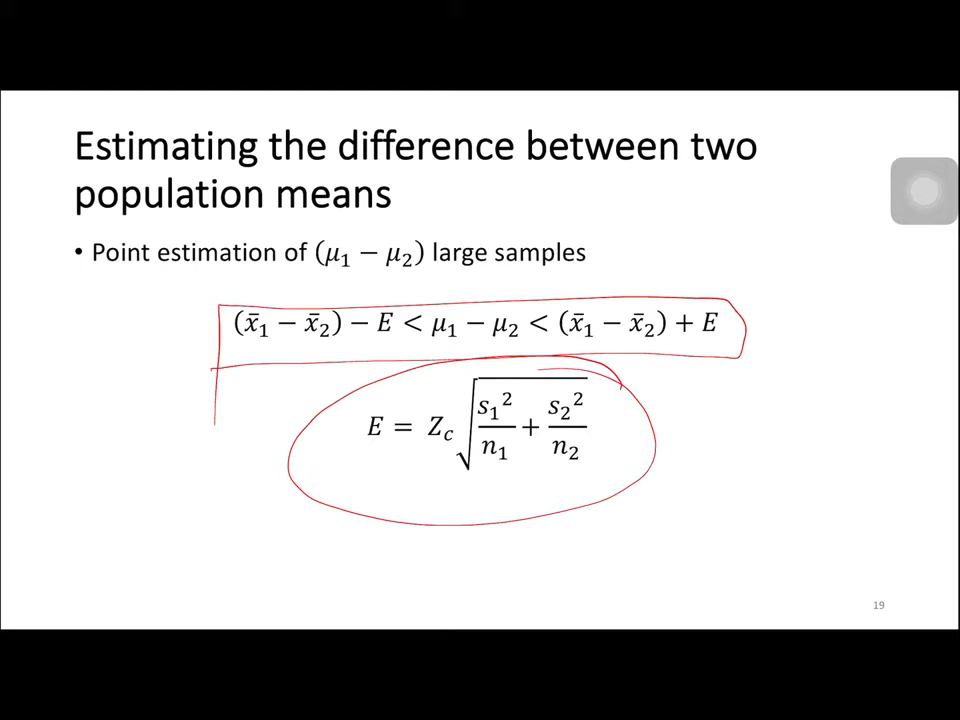 Estimating the difference between two
population means
• Point estimation of (μ₁ − μ₂) large samples
(x̄₁ − x̄₂) − E < μ₁ − μ₂ < (x̄₁ − x̄₂) + E
E = Z_c √(s₁²/n₁ + s₂²/n₂)
19